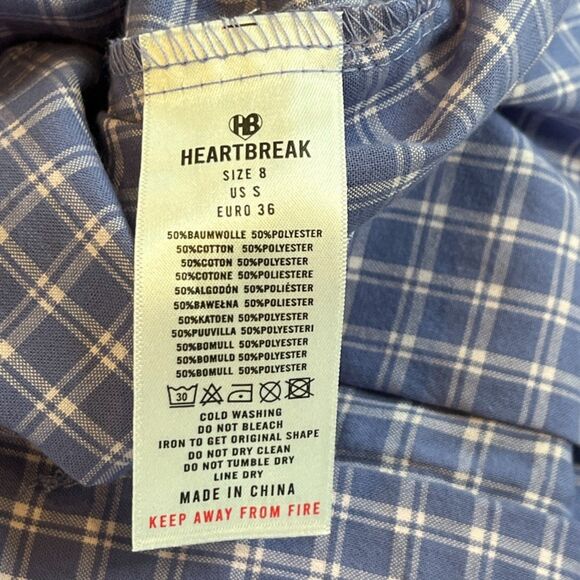 HB
HEARTBREAK
SIZE 8
US S
EURO 36
50%BAUMWOLLE 50%POLYESTER
50%COTTON 50%POLYESTER
50%COTON 50%POLYESTER
50%COTONE 50%POLIESTERE
50%ALGODÓN 50%POLIÉSTER
50%BAWEŁNA 50%POLIESTER
50%KATOEN 50%POLYESTER
50%PUUVILLA 50%POLYESTERI
50%BOMULL 50%POLYESTER
50%BOMULD 50%POLYESTER
50%BOMULL 50%POLYESTER
30
COLD WASHING
DO NOT BLEACH
IRON TO GET ORIGINAL SHAPE
DO NOT DRY CLEAN
DO NOT TUMBLE DRY
LINE DRY
MADE IN CHINA
KEEP AWAY FROM FIRE